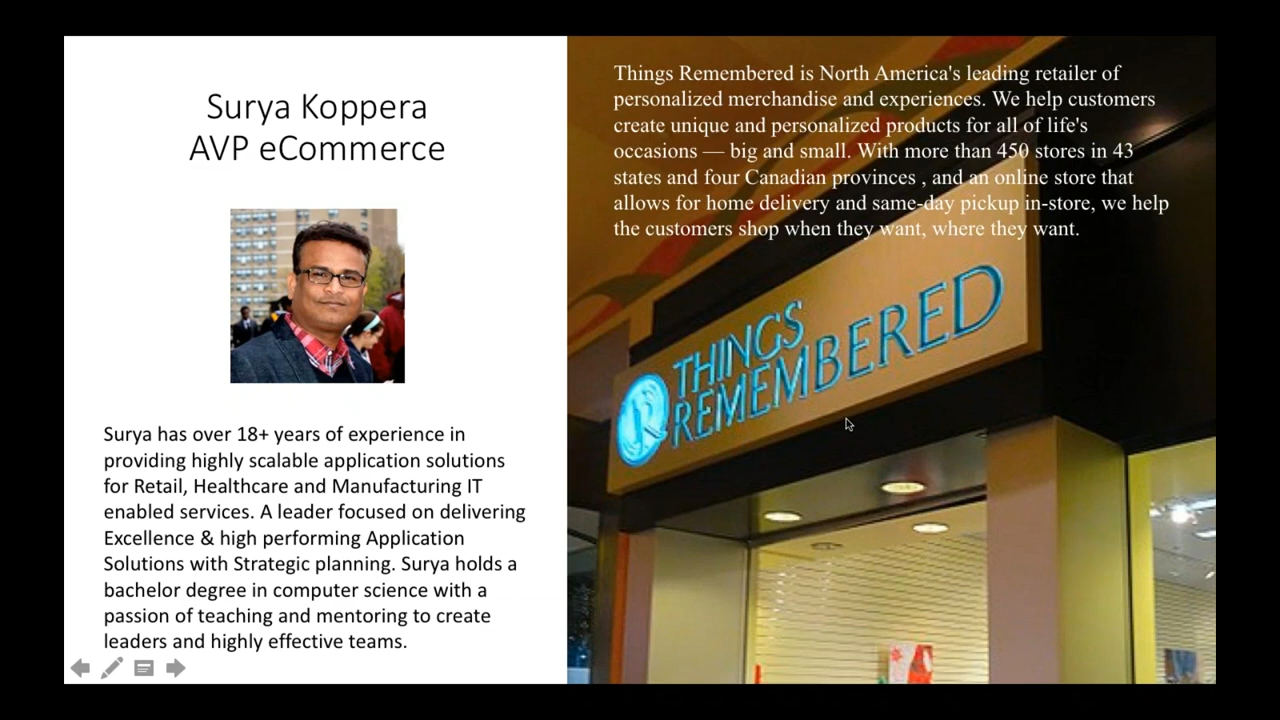 Surya Koppera
AVP eCommerce
Surya has over 18+ years of experience in
providing highly scalable application solutions
for Retail, Healthcare and Manufacturing IT
enabled services. A leader focused on delivering
Excellence & high performing Application
Solutions with Strategic planning. Surya holds a
bachelor degree in computer science with a
passion of teaching and mentoring to create
leaders and highly effective teams.
Things Remembered is North America's leading retailer of
personalized merchandise and experiences. We help customers
create unique and personalized products for all of life's
occasions — big and small. With more than 450 stores in 43
states and four Canadian provinces , and an online store that
allows for home delivery and same-day pickup in-store, we help
the customers shop when they want, where they want.
THINGS
REMEMBERED